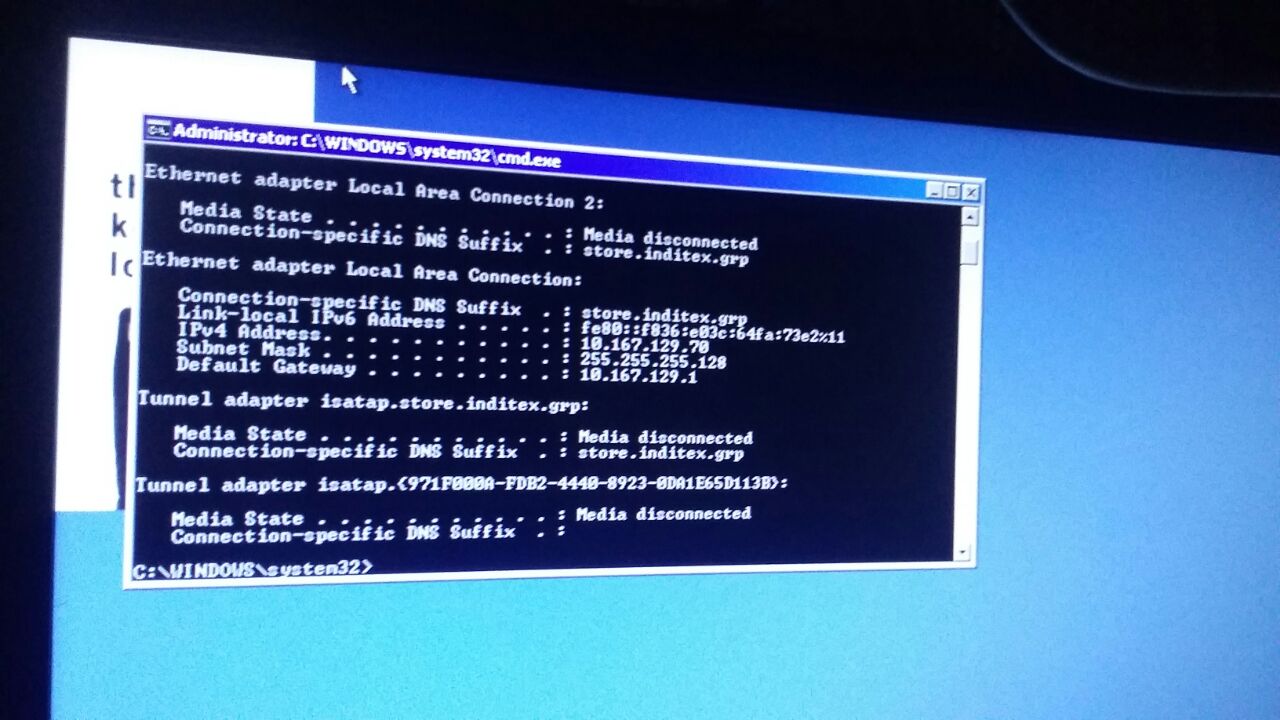 Administrator: C:\WINDOWS\system32\cmd.exe
Ethernet adapter Local Area Connection 2:
Media State . . . . . . . . . . . : Media disconnected
Connection-specific DNS Suffix . : store.inditex.grp
Ethernet adapter Local Area Connection:
Connection-specific DNS Suffix . : store.inditex.grp
Link-local IPv6 Address . . . . . : fe80::f836:e03c:64fa:73e2%11
IPv4 Address. . . . . . . . . . . : 10.167.129.70
Subnet Mask . . . . . . . . . . . : 255.255.255.128
Default Gateway . . . . . . . . . : 10.167.129.1
Tunnel adapter isatap.store.inditex.grp:
Media State . . . . . . . . . . . : Media disconnected
Connection-specific DNS Suffix . : store.inditex.grp
Tunnel adapter isatap.{971F000A-FDB2-4440-8923-0DA1E65D113B}:
Media State . . . . . . . . . . . : Media disconnected
Connection-specific DNS Suffix . :
C:\WINDOWS\system32>